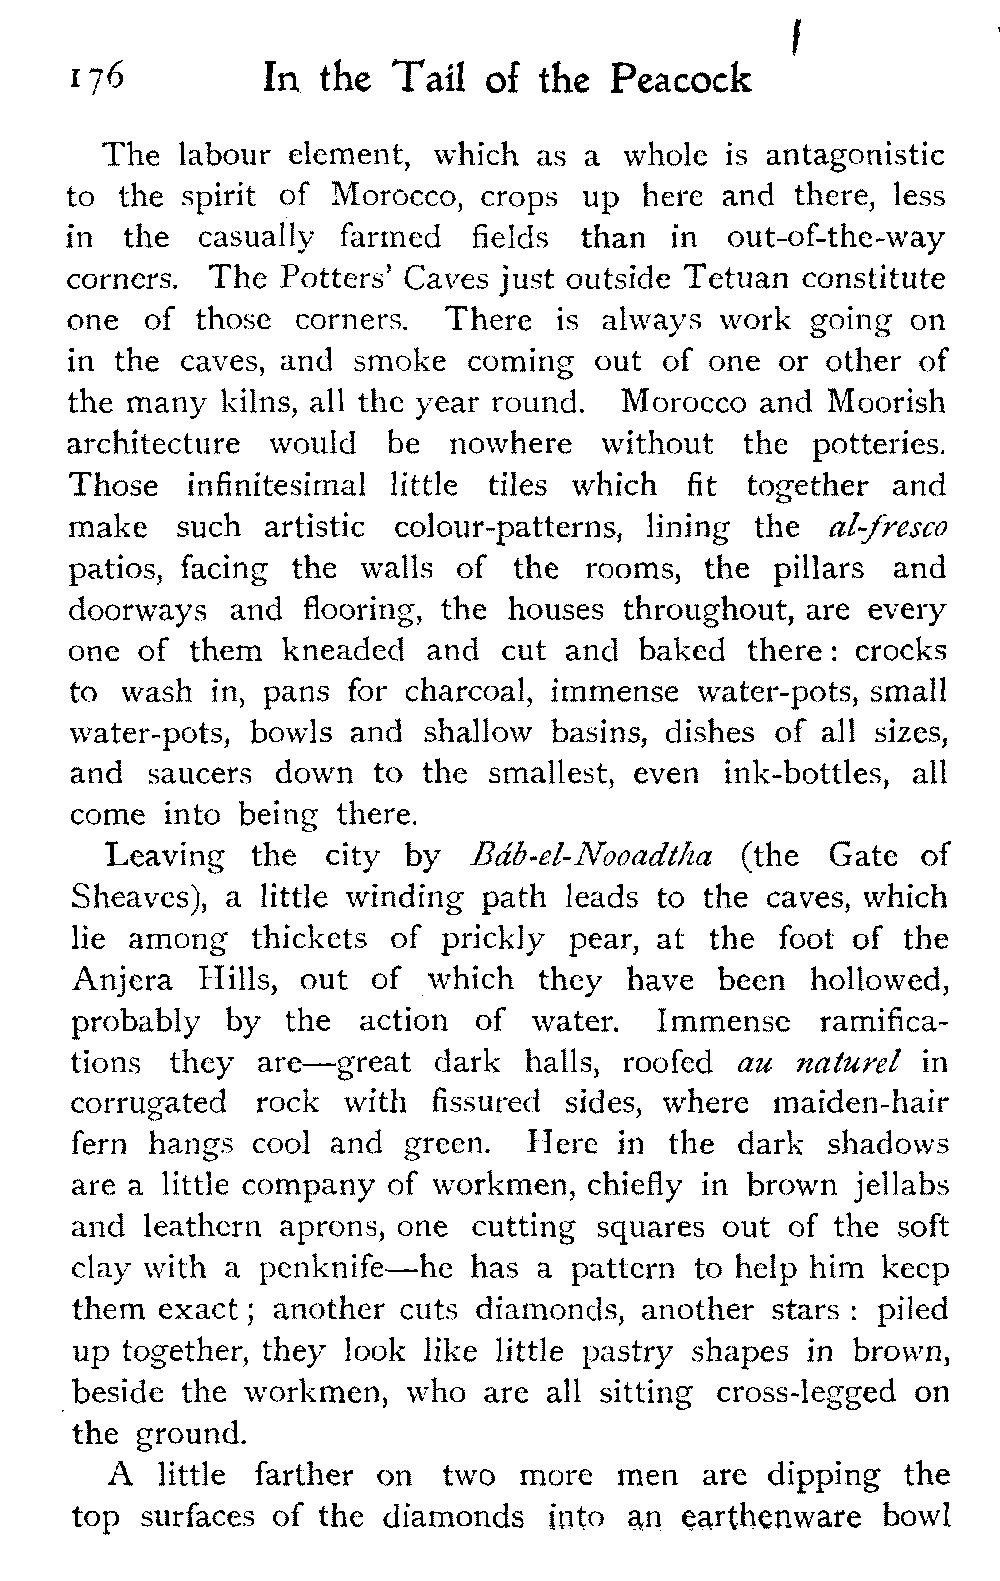 176 In the Tail of the Peacock
The labour element, which as a whole is antagonistic
to the spirit of Morocco, crops up here and there, less
in the casually farmed fields than in out-of-the-way
corners. The Potters' Caves just outside Tetuan constitute
one of those corners. There is always work going on
in the caves, and smoke coming out of one or other of
the many kilns, all the year round. Morocco and Moorish
architecture would be nowhere without the potteries.
Those infinitesimal little tiles which fit together and
make such artistic colour-patterns, lining the al-fresco
patios, facing the walls of the rooms, the pillars and
doorways and flooring, the houses throughout, are every
one of them kneaded and cut and baked there: crocks
to wash in, pans for charcoal, immense water-pots, small
water-pots, bowls and shallow basins, dishes of all sizes,
and saucers down to the smallest, even ink-bottles, all
come into being there.
Leaving the city by Báb-el-Nooadtha (the Gate of
Sheaves), a little winding path leads to the caves, which
lie among thickets of prickly pear, at the foot of the
Anjera Hills, out of which they have been hollowed,
probably by the action of water. Immense ramifica-
tions they are—great dark halls, roofed au naturel in
corrugated rock with fissured sides, where maiden-hair
fern hangs cool and green. Here in the dark shadows
are a little company of workmen, chiefly in brown jellabs
and leathern aprons, one cutting squares out of the soft
clay with a penknife—he has a pattern to help him keep
them exact; another cuts diamonds, another stars: piled
up together, they look like little pastry shapes in brown,
beside the workmen, who are all sitting cross-legged on
the ground.
A little farther on two more men are dipping the
top surfaces of the diamonds into an earthenware bowl